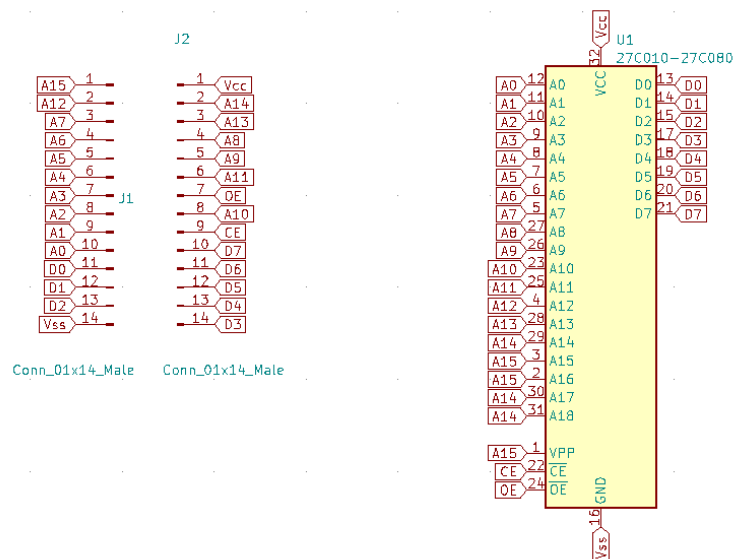 J2
A15 1
A12 2
A7 3
A6 4
A5 5
A4 6
A3 7
A2 8
A1 9
A0 10
D0 11
D1 12
D2 13
Vss 14
J1
Conn_01x14_Male
1 Vcc
2 A14
3 A13
4 A8
5 A9
6 A11
7 OE
8 A10
9 CE
10 D7
11 D6
12 D5
13 D4
14 D3
Conn_01x14_Male
Vcc
U1
27C010-27C080
32
VCC
A0 12 A0
A1 11 A1
A2 10 A2
A3 9 A3
A4 8 A4
A5 7 A5
A6 6 A6
A7 5 A7
A8 27 A8
A9 26 A9
A10 23 A10
A11 25 A11
A12 4 A12
A13 28 A13
A14 29 A14
A15 3 A15
A15 2 A16
A14 30 A17
A14 31 A18
A15 1 VPP
CE 22 CE
OE 24 OE
D0 13 D0
D1 14 D1
D2 15 D2
D3 17 D3
D4 18 D4
D5 19 D5
D6 20 D6
D7 21 D7
GND
16
Vss